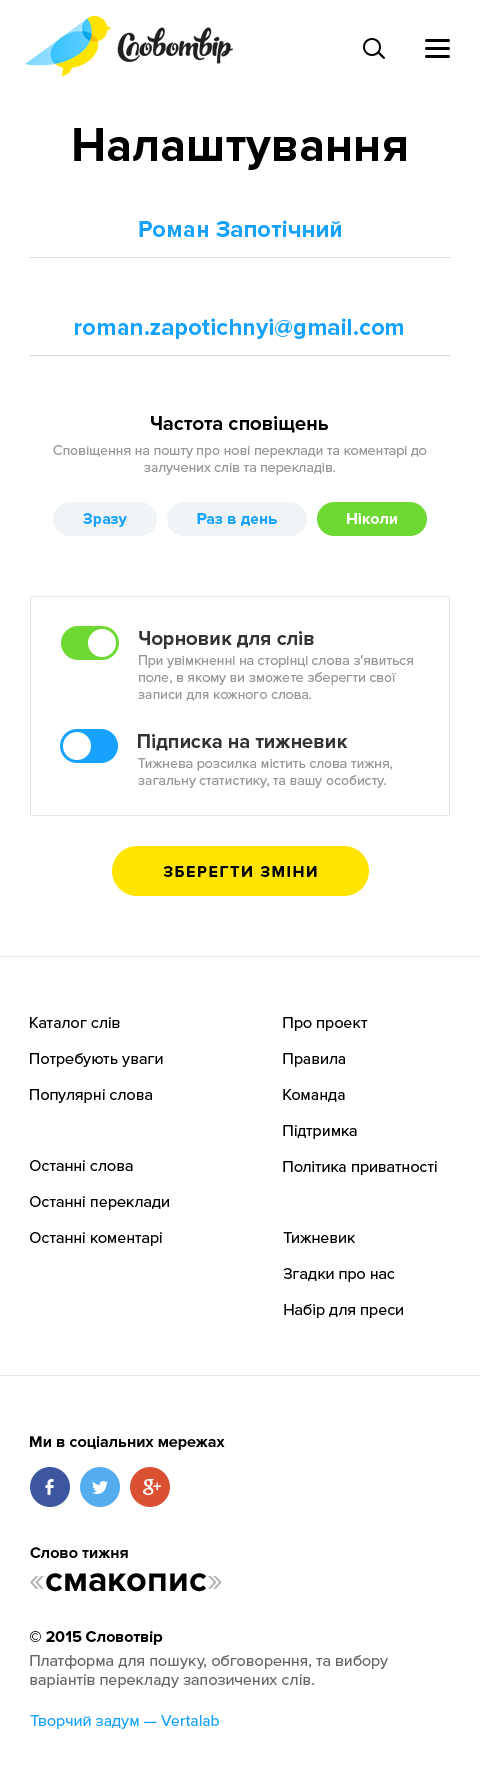 Словотвір
Налаштування
Роман Запотічний
roman.zapotichnyi@gmail.com
Частота сповіщень
Сповіщення на пошту про нові переклади та коментарі до
залучених слів та перекладів.
Зразу
Раз в день
Ніколи
Чорновик для слів
При увімкненні на сторінці слова з'явиться
поле, в якому ви зможете зберегти свої
записи для кожного слова.
Підписка на тижневик
Тижнева розсилка містить слова тижня,
загальну статистику, та вашу особисту.
ЗБЕРЕГТИ ЗМІНИ
Каталог слів
Потребують уваги
Популярні слова
Останні слова
Останні переклади
Останні коментарі
Про проект
Правила
Команда
Підтримка
Політика приватності
Тижневик
Згадки про нас
Набір для преси
Ми в соціальних мережах
f
g+
Слово тижня
«смакопис»
© 2015 Словотвір
Платформа для пошуку, обговорення, та вибору
варіантів перекладу запозичених слів.
Творчий задум — Vertalab